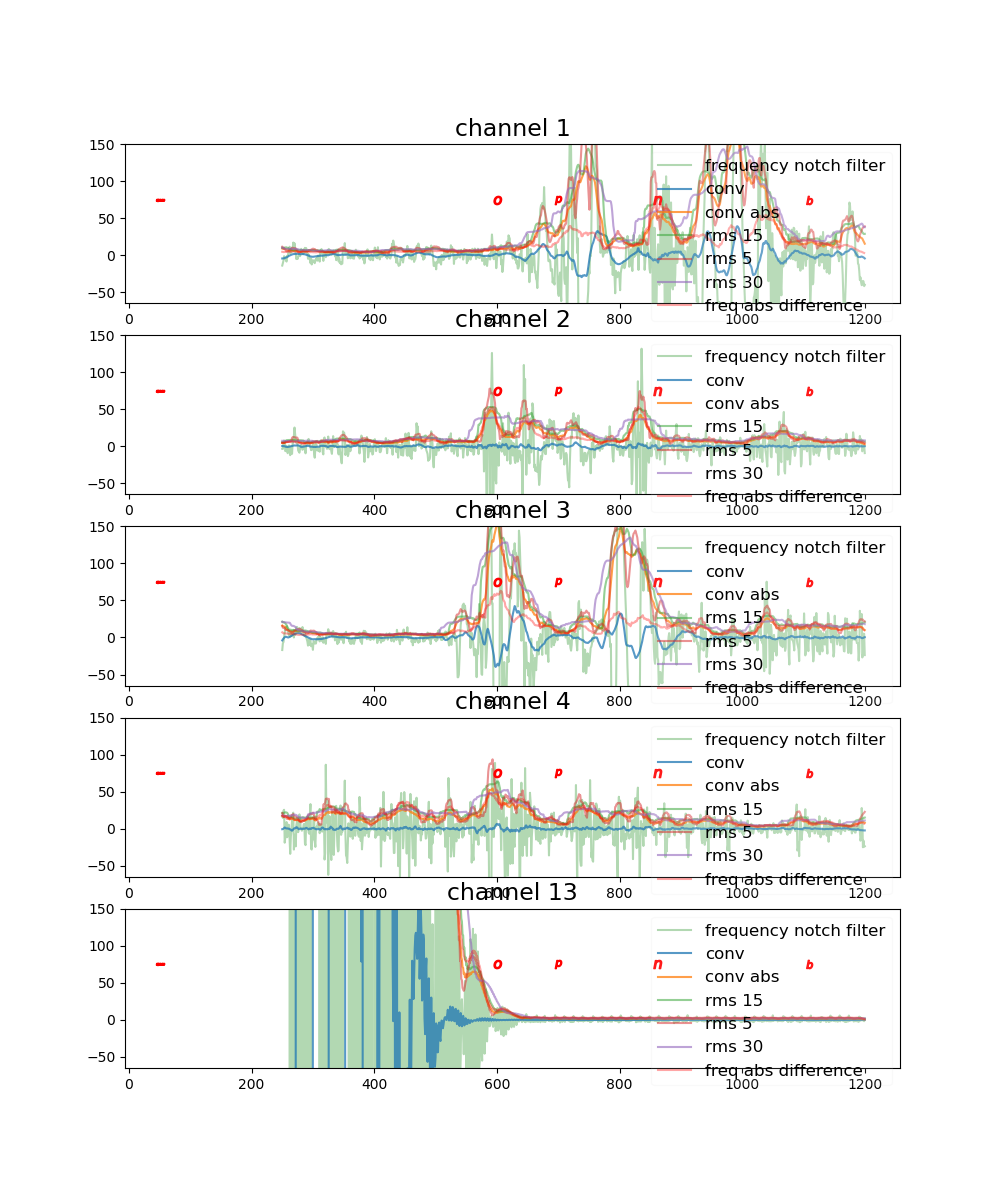 channel 1
150
100
50
0
−50
- o p n b
frequency notch filter
conv
conv abs
rms 15
rms 5
rms 30
freq abs difference
0 200 400 600 800 1000 1200
channel 2
150
100
50
0
−50
- o p n b
frequency notch filter
conv
conv abs
rms 15
rms 5
rms 30
freq abs difference
0 200 400 600 800 1000 1200
channel 3
150
100
50
0
−50
- o p n b
frequency notch filter
conv
conv abs
rms 15
rms 5
rms 30
freq abs difference
0 200 400 600 800 1000 1200
channel 4
150
100
50
0
−50
- o p n b
frequency notch filter
conv
conv abs
rms 15
rms 5
rms 30
freq abs difference
0 200 400 600 800 1000 1200
channel 13
150
100
50
0
−50
- o p n b
frequency notch filter
conv
conv abs
rms 15
rms 5
rms 30
freq abs difference
0 200 400 600 800 1000 1200